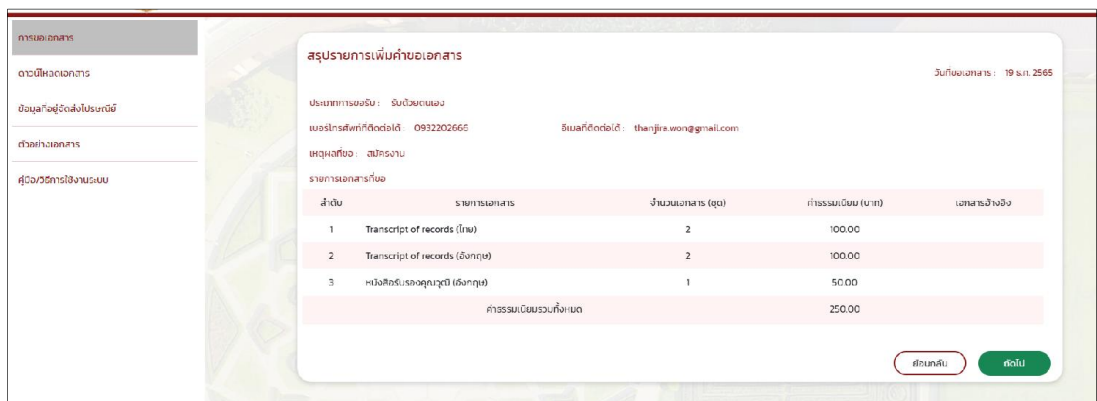 การขอเอกสาร
ดาวน์โหลดเอกสาร
ข้อมูลที่อยู่จัดส่งไปรษณีย์
ตัวอย่างเอกสาร
คู่มือ/วิธีการใช้งานระบบ
สรุปรายการเพิ่มคำขอเอกสาร
วันที่ขอเอกสาร : 19 ธ.ค. 2565
ประเภทการขอรับ : รับด้วยตนเอง
เบอร์โทรศัพท์ที่ติดต่อได้ : 0932202666 อีเมลที่ติดต่อได้ : thanjira.won@gmail.com
เหตุผลที่ขอ : สมัครงาน
รายการเอกสารที่ขอ
ลำดับ รายการเอกสาร จำนวนเอกสาร (ชุด) ค่าธรรมเนียม (บาท) เอกสารอ้างอิง
1 Transcript of records (ไทย) 2 100.00
2 Transcript of records (อังกฤษ) 2 100.00
3 หนังสือรับรองคุณวุฒิ (อังกฤษ) 1 50.00
ค่าธรรมเนียมรวมทั้งหมด 250.00
ย้อนกลับ ถัดไป